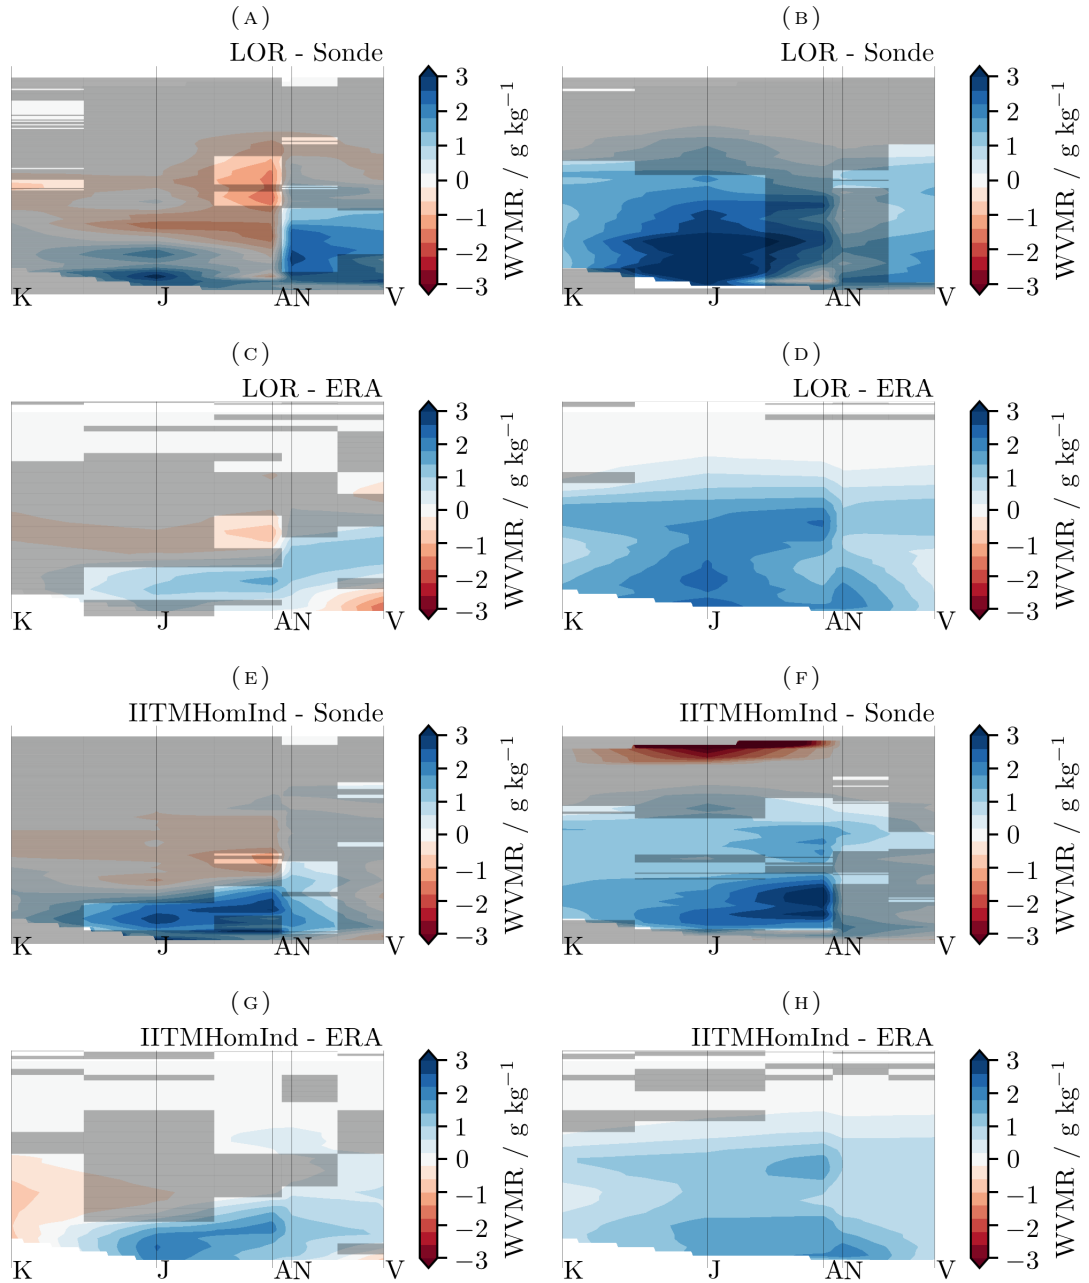 (A)
LOR - Sonde
3
2
1
0
−1
−2
−3
WVMR / g kg−1
K
J
AN
V
(B)
LOR - Sonde
3
2
1
0
−1
−2
−3
WVMR / g kg−1
K
J
AN
V
(C)
LOR - ERA
3
2
1
0
−1
−2
−3
WVMR / g kg−1
K
J
AN
V
(D)
LOR - ERA
3
2
1
0
−1
−2
−3
WVMR / g kg−1
K
J
AN
V
(E)
IITMHomInd - Sonde
3
2
1
0
−1
−2
−3
WVMR / g kg−1
K
J
AN
V
(F)
IITMHomInd - Sonde
3
2
1
0
−1
−2
−3
WVMR / g kg−1
K
J
AN
V
(G)
IITMHomInd - ERA
3
2
1
0
−1
−2
−3
WVMR / g kg−1
K
J
AN
V
(H)
IITMHomInd - ERA
3
2
1
0
−1
−2
−3
WVMR / g kg−1
K
J
AN
V